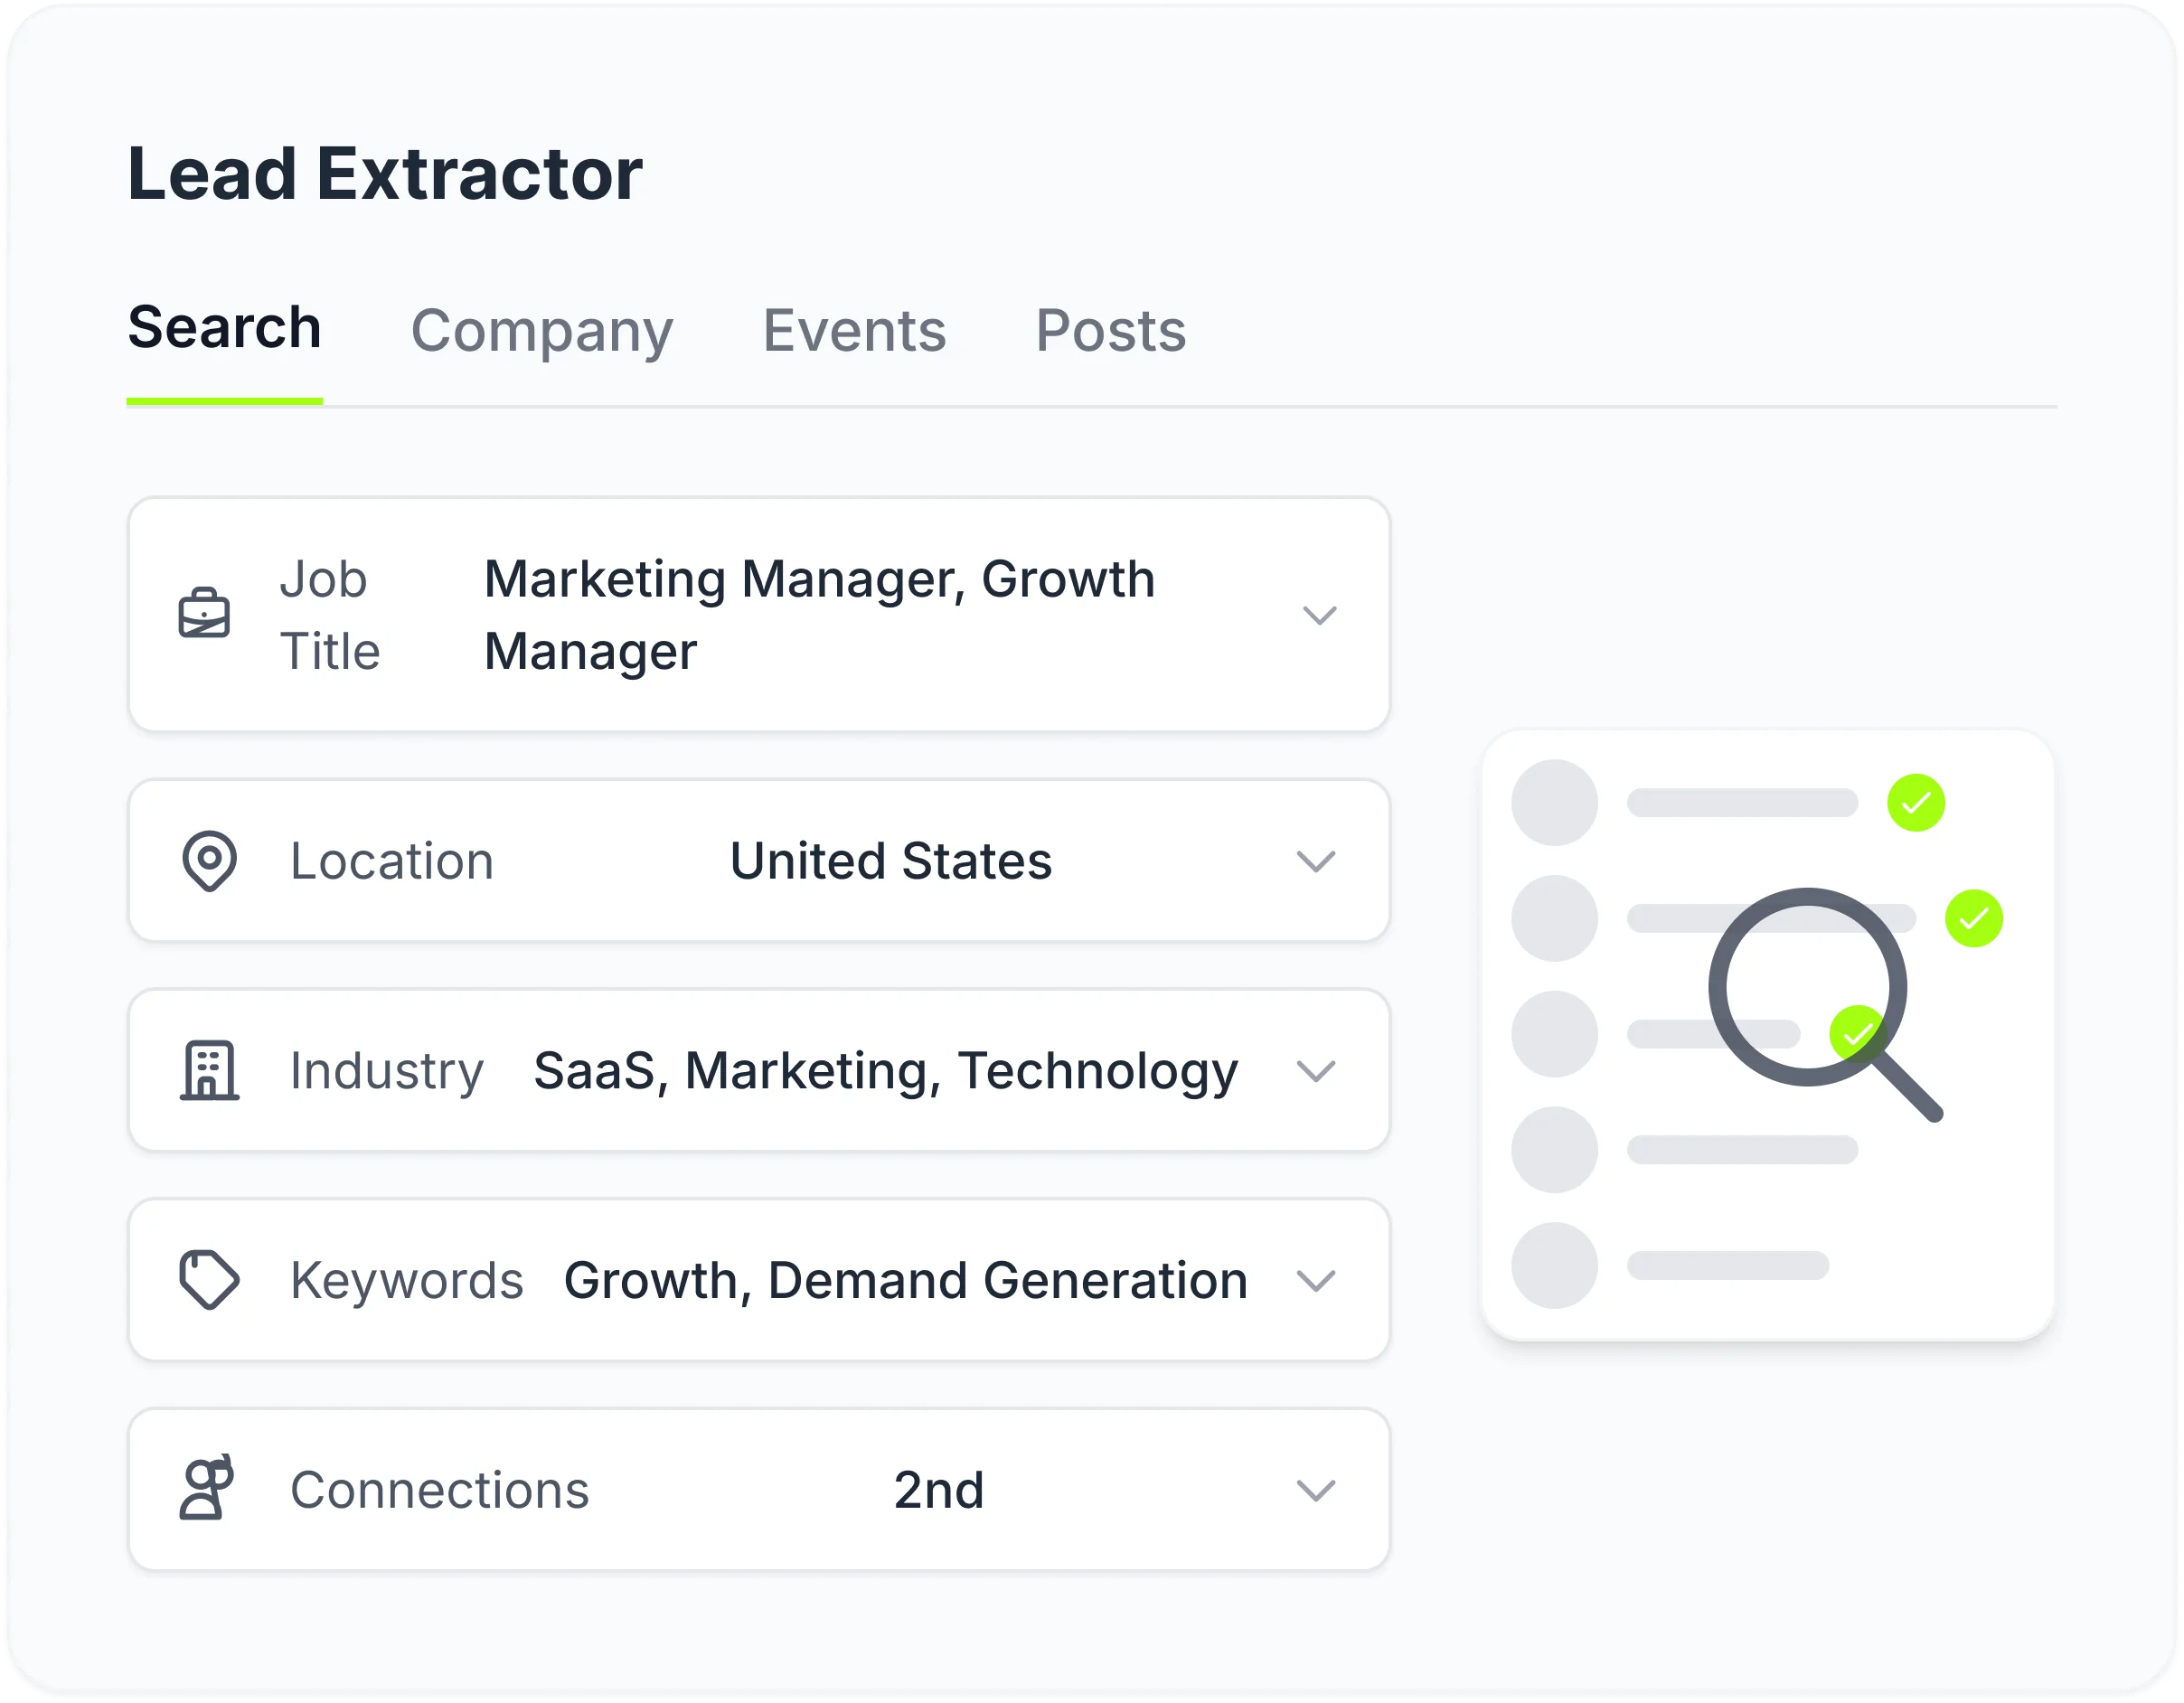 Lead Extractor
Search Company Events Posts
Job Title Marketing Manager, Growth Manager
Location United States
Industry SaaS, Marketing, Technology
Keywords Growth, Demand Generation
Connections 2nd